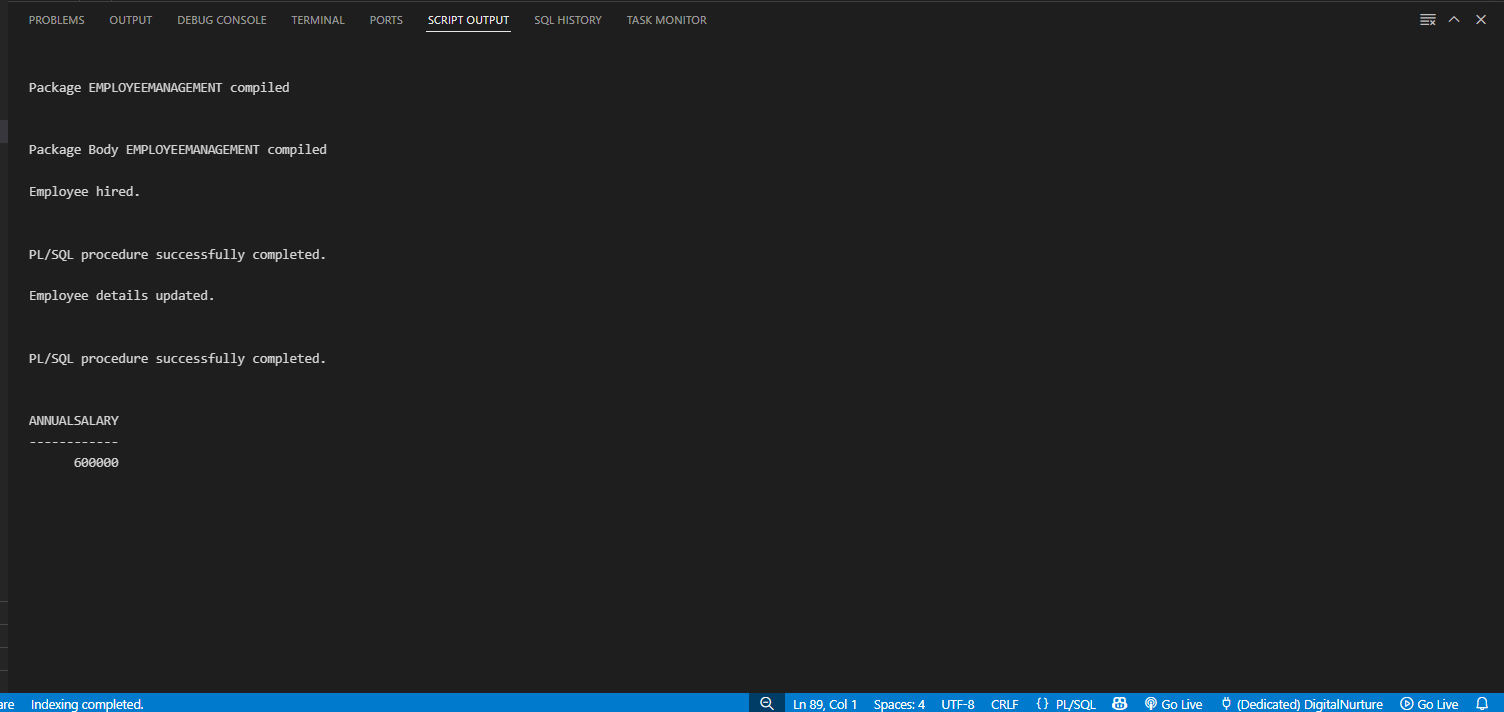 PROBLEMS OUTPUT DEBUG CONSOLE TERMINAL PORTS SCRIPT OUTPUT SQL HISTORY TASK MONITOR
Package EMPLOYEEMANAGEMENT compiled
Package Body EMPLOYEEMANAGEMENT compiled
Employee hired.
PL/SQL procedure successfully completed.
Employee details updated.
PL/SQL procedure successfully completed.
ANNUALSALARY
------------
600000
are Indexing completed. Ln 89, Col 1 Spaces: 4 UTF-8 CRLF {} PL/SQL Go Live (Dedicated) DigitalNurture Go Live